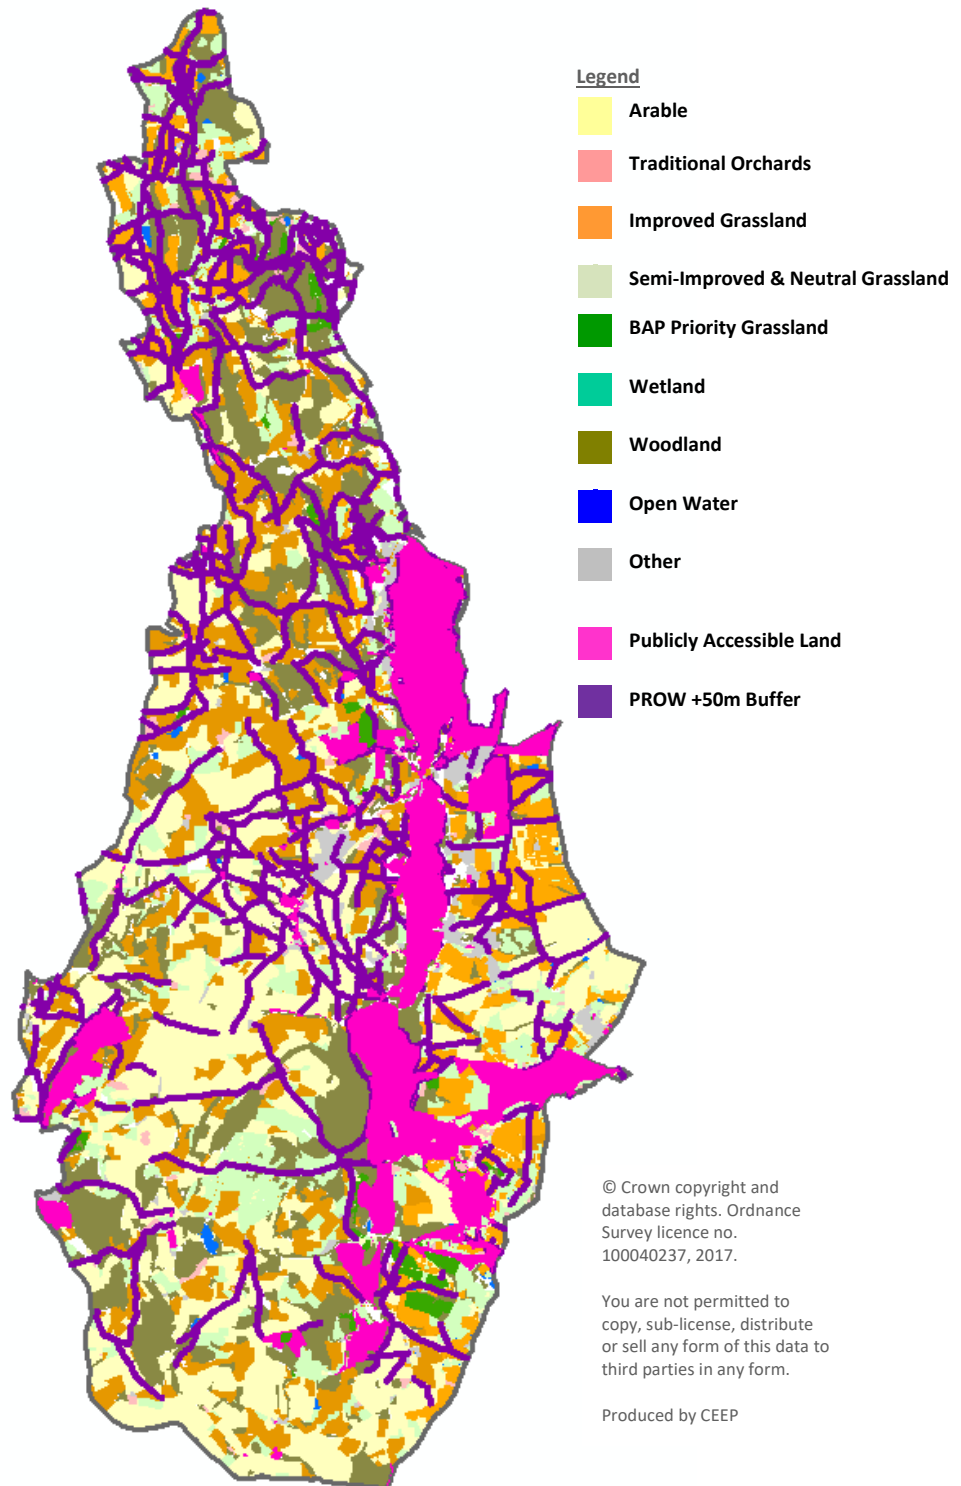 Legend
Arable
Traditional Orchards
Improved Grassland
Semi-Improved & Neutral Grassland
BAP Priority Grassland
Wetland
Woodland
Open Water
Other
Publicly Accessible Land
PROW +50m Buffer
© Crown copyright and
database rights. Ordnance
Survey licence no.
100040237, 2017.
You are not permitted to
copy, sub-license, distribute
or sell any form of this data to
third parties in any form.
Produced by CEEP